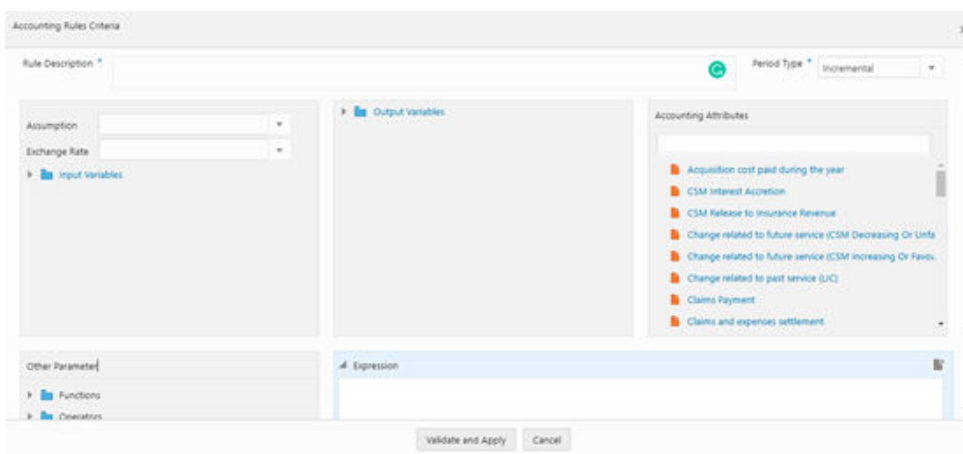 Accounting Rules Criteria
Rule Description *
Period Type * Incremental
Assumption
Exchange Rate
Input Variables
Output Variables
Accounting Attributes
Acquisition cost paid during the year
CSM Interest Accretion
CSM Release to Insurance Revenue
Change related to future service (CSM Decreasing Or Unfa
Change related to future service (CSM Increasing Or Favou
Change related to past service (LIC)
Claims Payment
Claims and expenses settlement
Other Parameter
Functions
Operators
Expression
Validate and Apply
Cancel